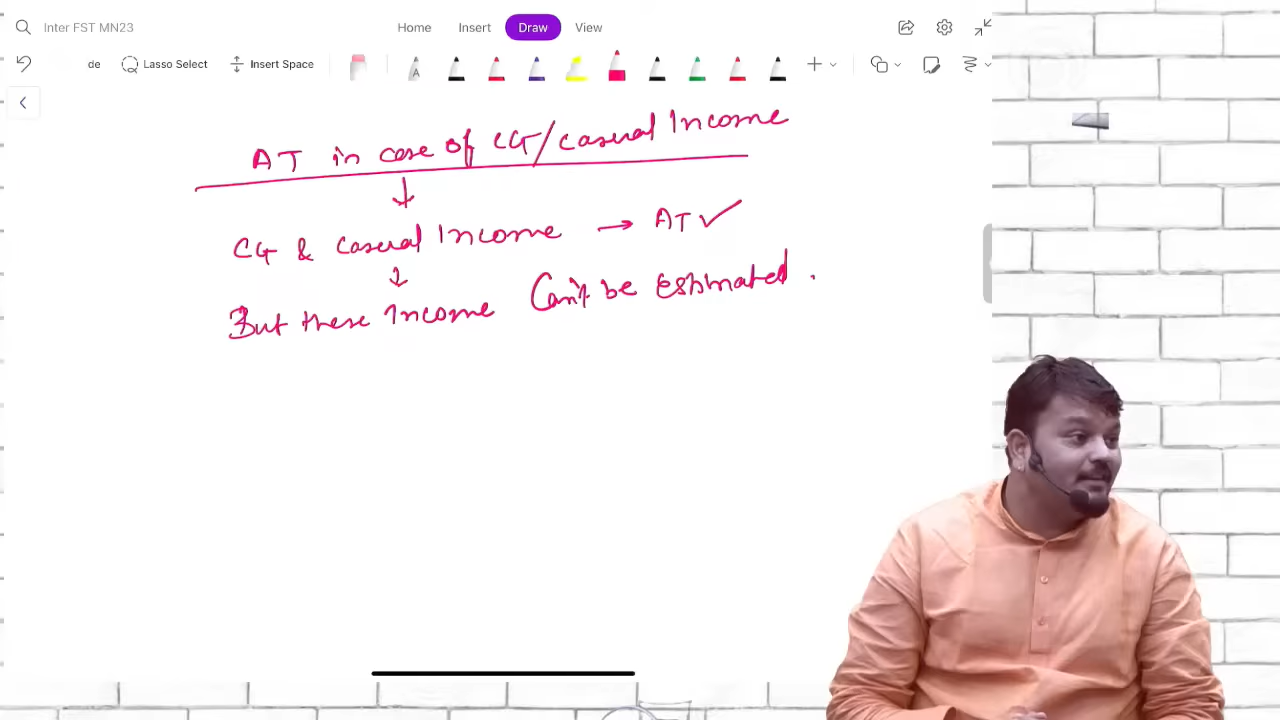 Inter FST MN23
Home Insert Draw View
de Lasso Select Insert Space
A
AT in case of CG/casual Income
CG & casual Income → AT ✓
But these Income Can't be Estimated.